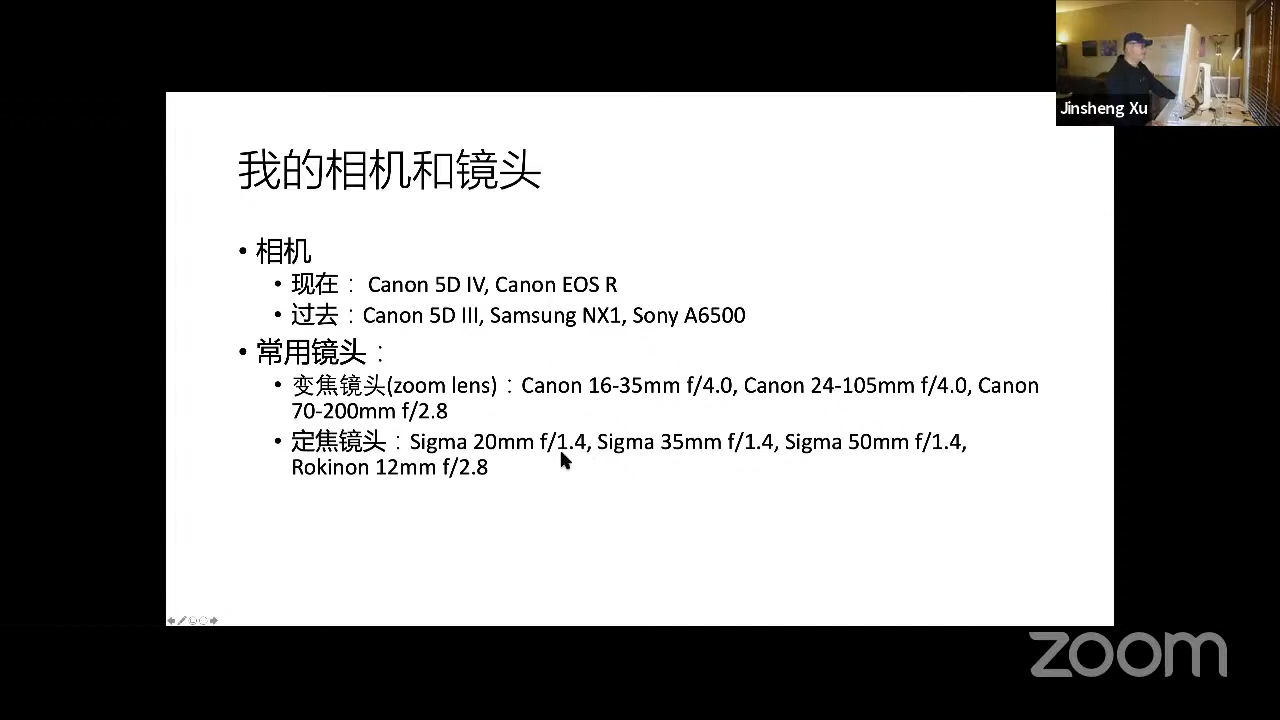 Jinsheng Xu
我的相机和镜头
• 相机
• 现在： Canon 5D IV, Canon EOS R
• 过去：Canon 5D III, Samsung NX1, Sony A6500
• 常用镜头：
• 变焦镜头(zoom lens)：Canon 16-35mm f/4.0, Canon 24-105mm f/4.0, Canon
70-200mm f/2.8
• 定焦镜头：Sigma 20mm f/1.4, Sigma 35mm f/1.4, Sigma 50mm f/1.4,
Rokinon 12mm f/2.8
zoom